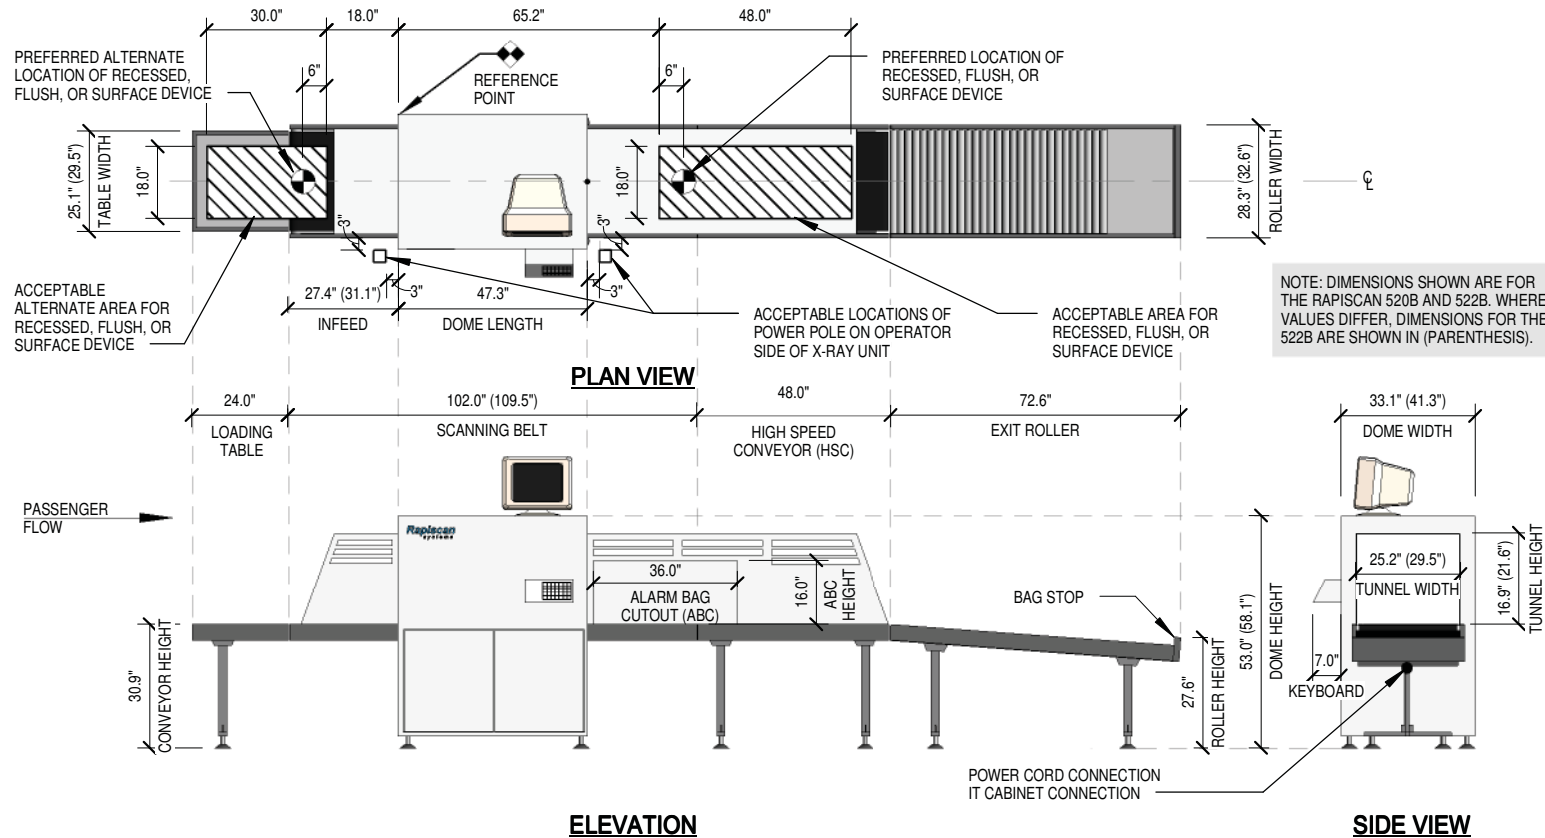 30.0"
18.0"
65.2"
48.0"
PREFERRED ALTERNATE
LOCATION OF RECESSED,
FLUSH, OR SURFACE DEVICE
6"
REFERENCE
POINT
6"
PREFERRED LOCATION OF
RECESSED, FLUSH, OR
SURFACE DEVICE
25.1" (29.5")
TABLE WIDTH
18.0"
18.0"
28.3" (32.6")
ROLLER WIDTH
CL
3"
3"
3"
3"
ACCEPTABLE
ALTERNATE AREA FOR
RECESSED, FLUSH, OR
SURFACE DEVICE
27.4" (31.1")
INFEED
47.3"
DOME LENGTH
ACCEPTABLE LOCATIONS OF
POWER POLE ON OPERATOR
SIDE OF X-RAY UNIT
ACCEPTABLE AREA FOR
RECESSED, FLUSH, OR
SURFACE DEVICE
NOTE: DIMENSIONS SHOWN ARE FOR
THE RAPISCAN 520B AND 522B. WHERE
VALUES DIFFER, DIMENSIONS FOR THE
522B ARE SHOWN IN (PARENTHESIS).
PLAN VIEW
24.0"
LOADING
TABLE
102.0" (109.5")
SCANNING BELT
48.0"
HIGH SPEED
CONVEYOR (HSC)
72.6"
EXIT ROLLER
33.1" (41.3")
DOME WIDTH
PASSENGER
FLOW
Rapiscan
systems
36.0"
ALARM BAG
CUTOUT (ABC)
16.0"
ABC
HEIGHT
BAG STOP
30.9"
CONVEYOR HEIGHT
27.6"
ROLLER HEIGHT
53.0" (58.1")
DOME HEIGHT
25.2" (29.5")
TUNNEL WIDTH
16.9" (21.6")
TUNNEL HEIGHT
7.0"
KEYBOARD
POWER CORD CONNECTION
IT CABINET CONNECTION
ELEVATION
SIDE VIEW